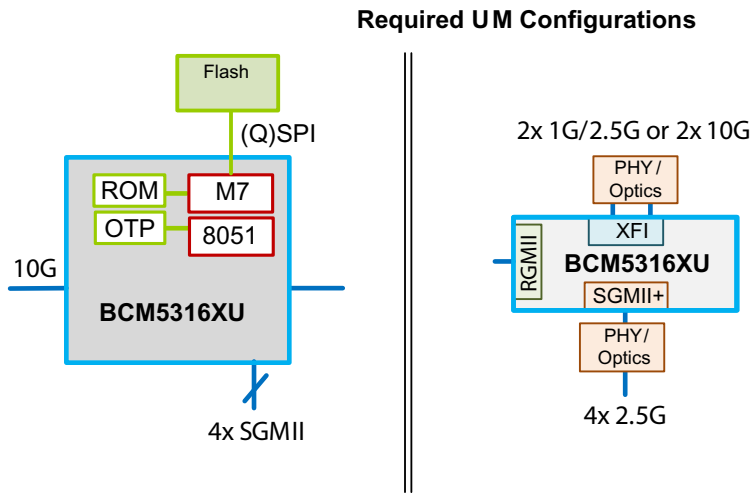 Required UM Configurations
Flash
(Q)SPI
ROM
M7
OTP
8051
10G
BCM5316XU
4x SGMII
2x 1G/2.5G or 2x 10G
PHY/
Optics
XFI
RGMII
BCM5316XU
SGMII+
PHY/
Optics
4x 2.5G